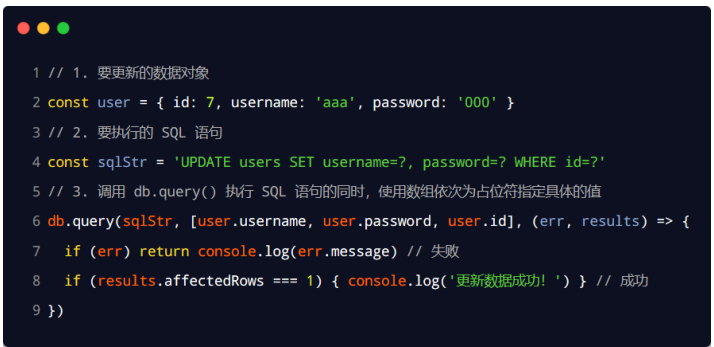 1 // 1. 要更新的数据对象
2 const user = { id: 7, username: 'aaa', password: '000' }
3 // 2. 要执行的 SQL 语句
4 const sqlStr = 'UPDATE users SET username=?, password=? WHERE id=?'
5 // 3. 调用 db.query() 执行 SQL 语句的同时，使用数组依次为占位符指定具体的值
6 db.query(sqlStr, [user.username, user.password, user.id], (err, results) => {
7   if (err) return console.log(err.message) // 失败
8   if (results.affectedRows === 1) { console.log('更新数据成功！') } // 成功
9 })